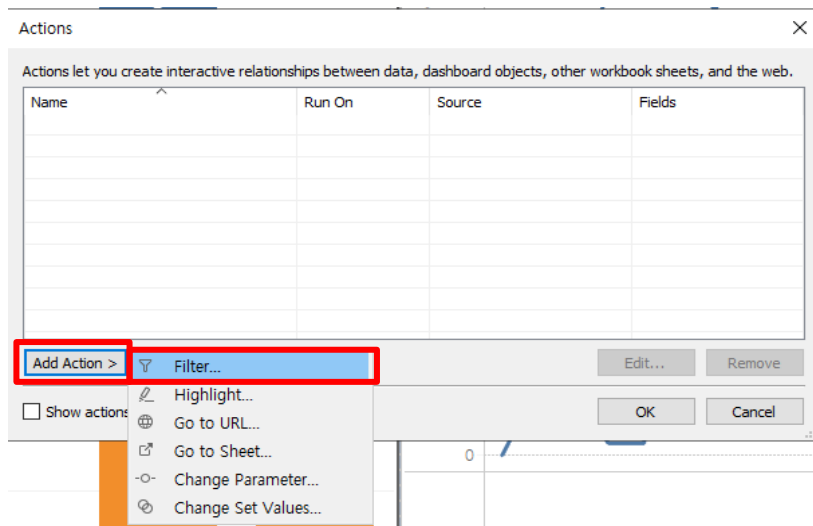 Actions
Actions let you create interactive relationships between data, dashboard objects, other workbook sheets, and the web.
Name Run On Source Fields
Add Action > Filter... Edit... Remove
Highlight...
Show actions OK Cancel
Go to URL...
Go to Sheet...
0
Change Parameter...
Change Set Values...